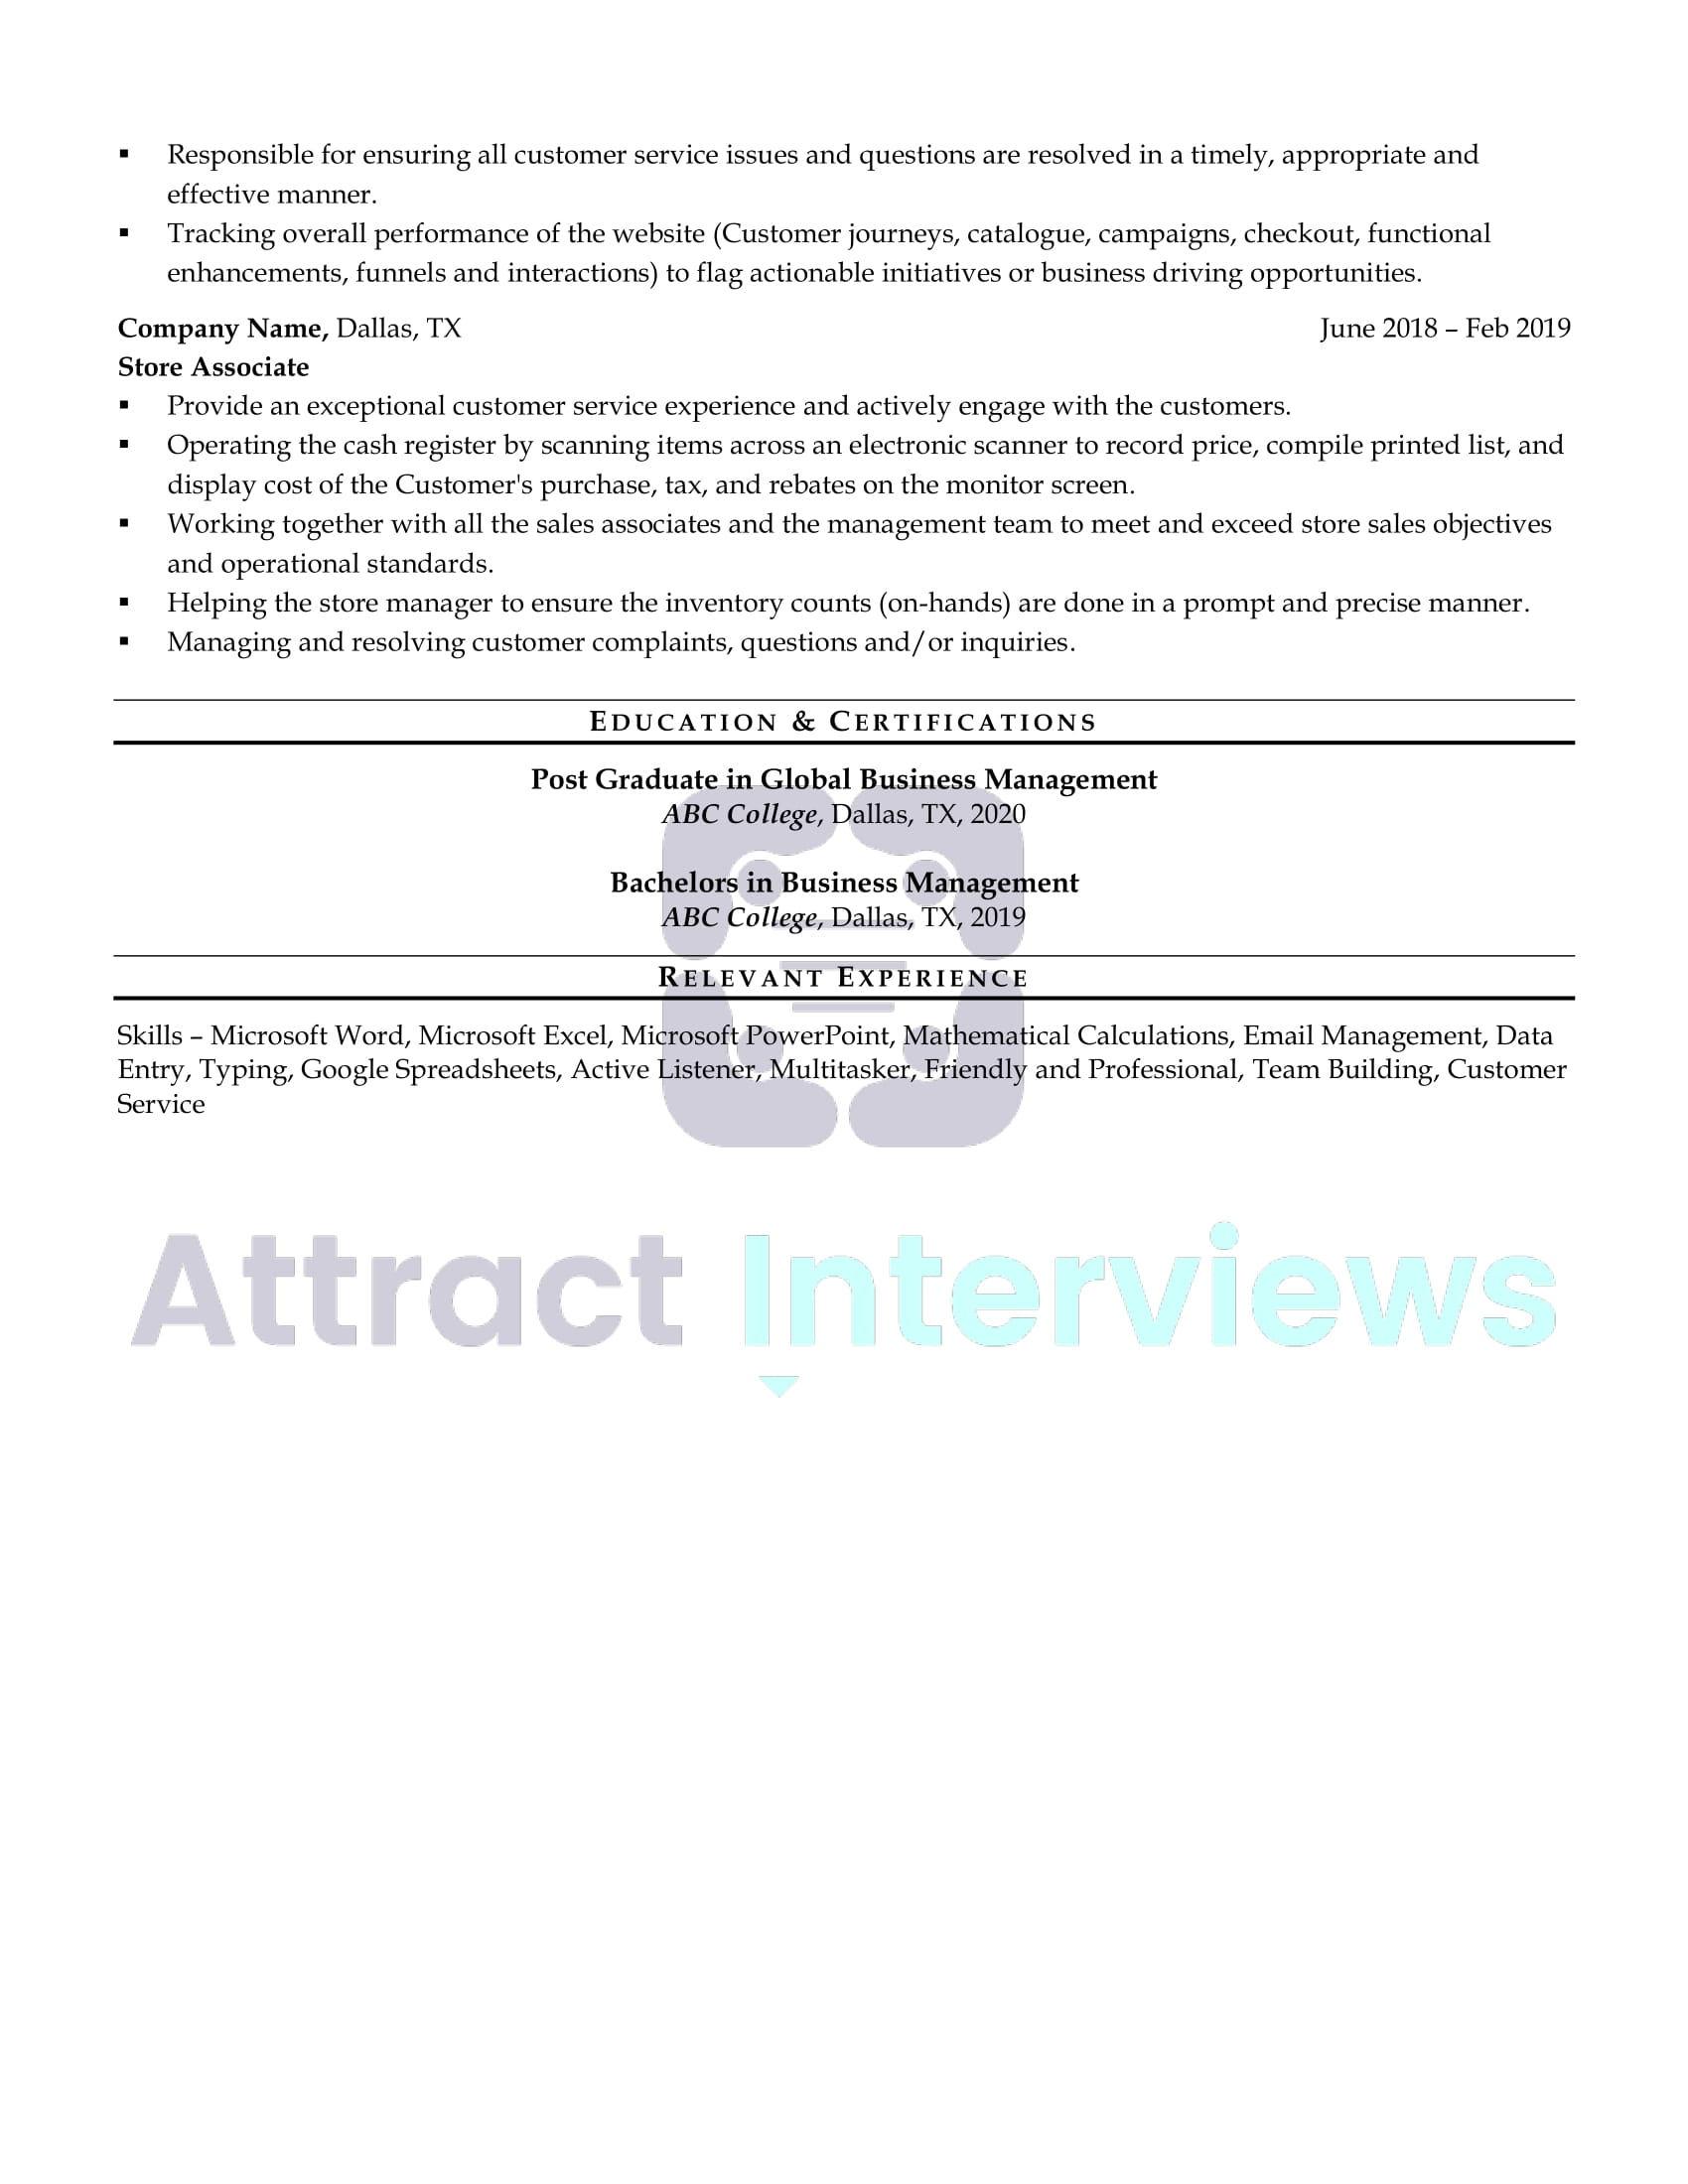 ▪ Responsible for ensuring all customer service issues and questions are resolved in a timely, appropriate and
effective manner.
▪ Tracking overall performance of the website (Customer journeys, catalogue, campaigns, checkout, functional
enhancements, funnels and interactions) to flag actionable initiatives or business driving opportunities.
Company Name, Dallas, TX June 2018 – Feb 2019
Store Associate
▪ Provide an exceptional customer service experience and actively engage with the customers.
▪ Operating the cash register by scanning items across an electronic scanner to record price, compile printed list, and
display cost of the Customer's purchase, tax, and rebates on the monitor screen.
▪ Working together with all the sales associates and the management team to meet and exceed store sales objectives
and operational standards.
▪ Helping the store manager to ensure the inventory counts (on-hands) are done in a prompt and precise manner.
▪ Managing and resolving customer complaints, questions and/or inquiries.
EDUCATION & CERTIFICATIONS
Post Graduate in Global Business Management
ABC College, Dallas, TX, 2020
Bachelors in Business Management
ABC College, Dallas, TX, 2019
RELEVANT EXPERIENCE
Skills – Microsoft Word, Microsoft Excel, Microsoft PowerPoint, Mathematical Calculations, Email Management, Data
Entry, Typing, Google Spreadsheets, Active Listener, Multitasker, Friendly and Professional, Team Building, Customer
Service
Attract Interviews